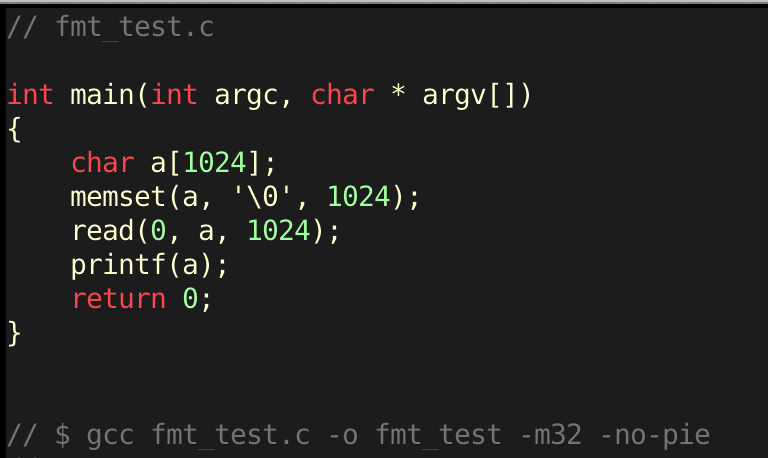 // fmt_test.c
int main(int argc, char * argv[])
{
    char a[1024];
    memset(a, '\0', 1024);
    read(0, a, 1024);
    printf(a);
    return 0;
}
// $ gcc fmt_test.c -o fmt_test -m32 -no-pie